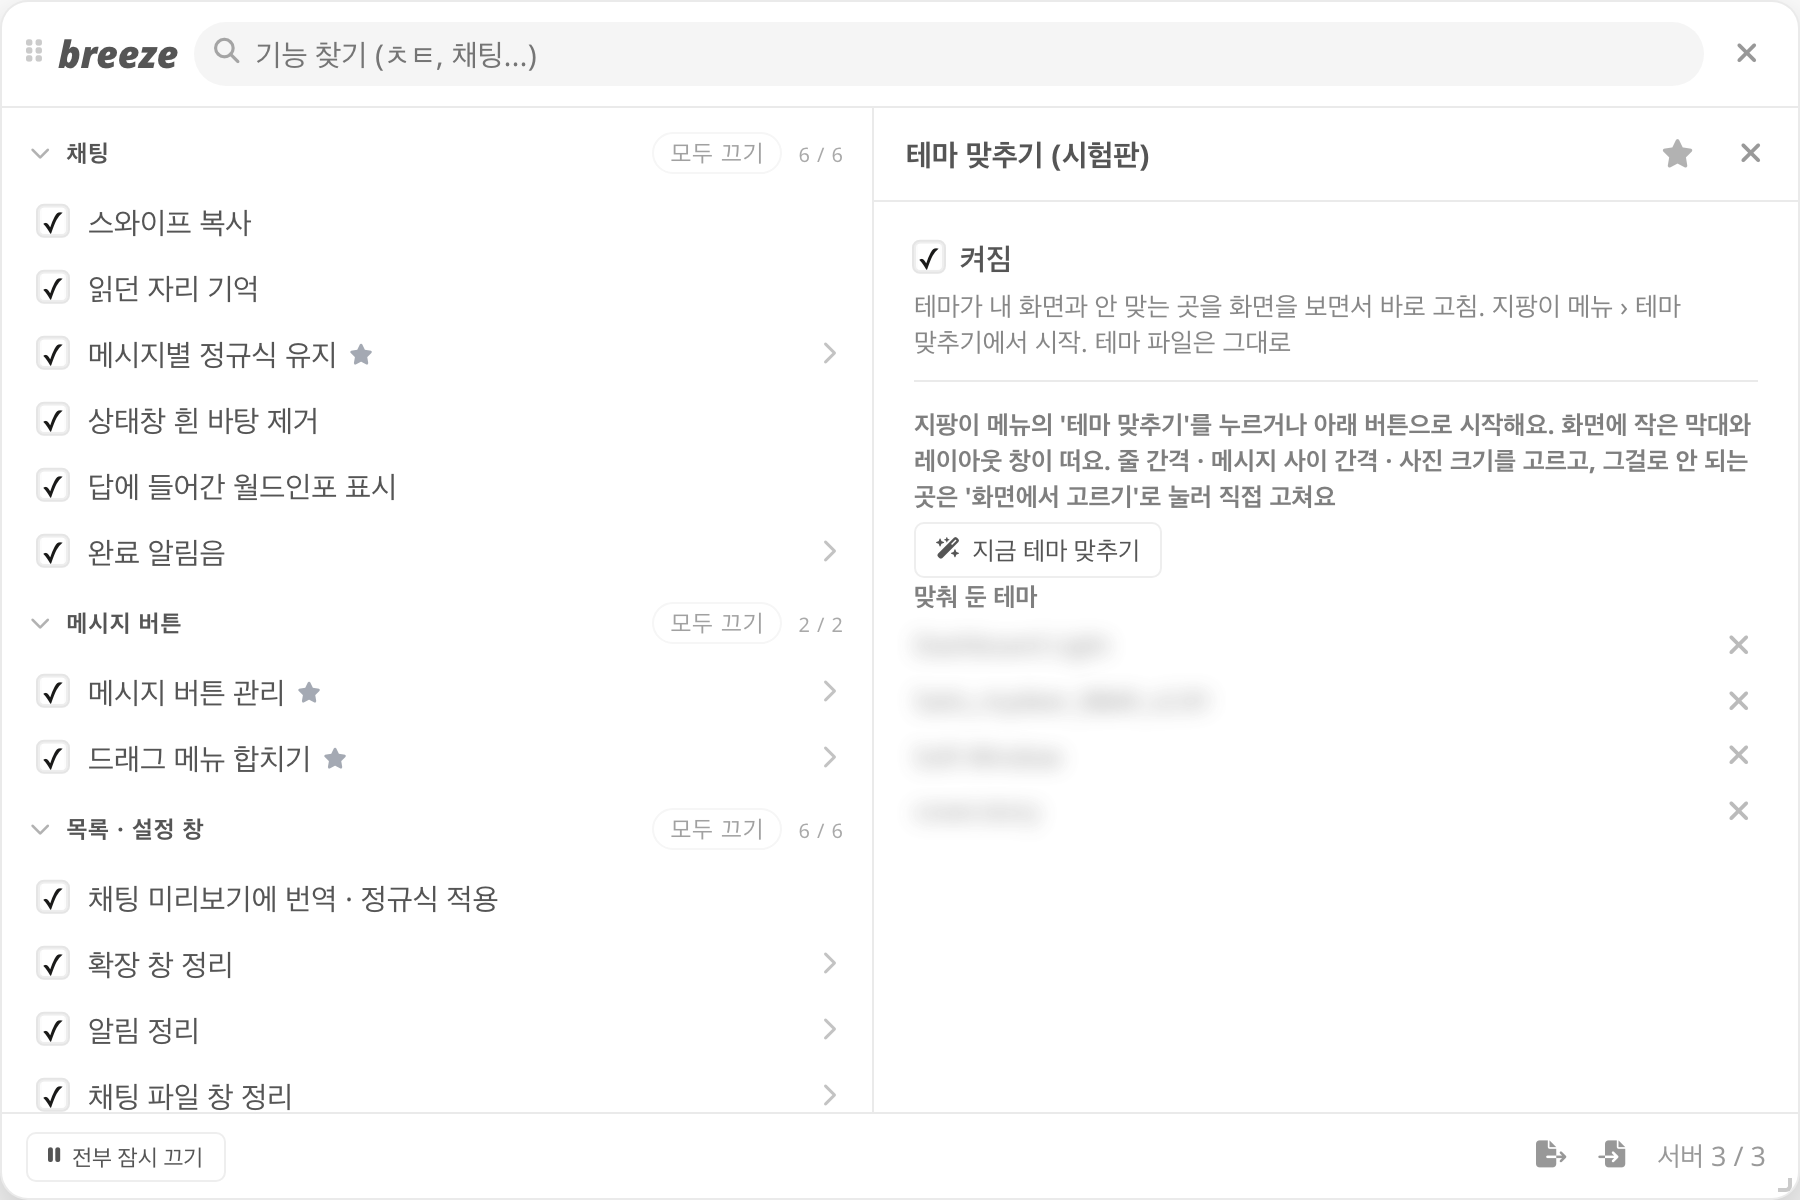 breeze
기능 찾기 (ㅊㅌ, 채팅...)
채팅
모두 끄기
6 / 6
스와이프 복사
읽던 자리 기억
메시지별 정규식 유지
상태창 흰 바탕 제거
답에 들어간 월드인포 표시
완료 알림음
메시지 버튼
모두 끄기
2 / 2
메시지 버튼 관리
드래그 메뉴 합치기
목록 · 설정 창
모두 끄기
6 / 6
채팅 미리보기에 번역 · 정규식 적용
확장 창 정리
알림 정리
채팅 파일 창 정리
테마 맞추기 (시험판)
켜짐
테마가 내 화면과 안 맞는 곳을 화면을 보면서 바로 고침. 지팡이 메뉴 › 테마
맞추기에서 시작. 테마 파일은 그대로
지팡이 메뉴의 '테마 맞추기'를 누르거나 아래 버튼으로 시작해요. 화면에 작은 막대와
레이아웃 창이 떠요. 줄 간격 · 메시지 사이 간격 · 사진 크기를 고르고, 그걸로 안 되는
곳은 '화면에서 고르기'로 눌러 직접 고쳐요
지금 테마 맞추기
맞춰 둔 테마
전부 잠시 끄기
서버 3 / 3